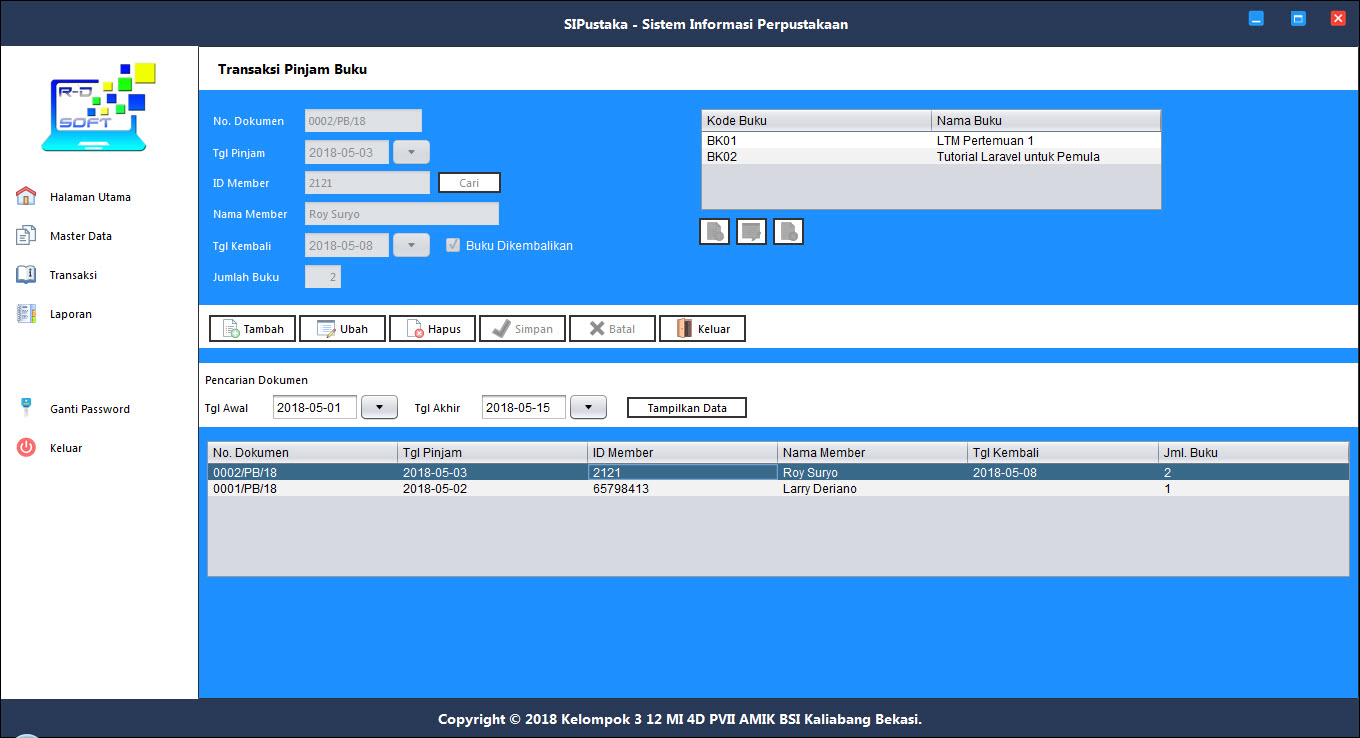 SIPustaka - Sistem Informasi Perpustakaan
R-D
SOFT
Halaman Utama
Master Data
Transaksi
Laporan
Ganti Password
Keluar
Transaksi Pinjam Buku
No. Dokumen 0002/PB/18
Tgl Pinjam 2018-05-03
ID Member 2121 Cari
Nama Member Roy Suryo
Tgl Kembali 2018-05-08 Buku Dikembalikan
Jumlah Buku 2
Kode Buku Nama Buku
BK01 LTM Pertemuan 1
BK02 Tutorial Laravel untuk Pemula
Tambah Ubah Hapus Simpan Batal Keluar
Pencarian Dokumen
Tgl Awal 2018-05-01 Tgl Akhir 2018-05-15 Tampilkan Data
No. Dokumen Tgl Pinjam ID Member Nama Member Tgl Kembali Jml. Buku
0002/PB/18 2018-05-03 2121 Roy Suryo 2018-05-08 2
0001/PB/18 2018-05-02 65798413 Larry Deriano 1
Copyright © 2018 Kelompok 3 12 MI 4D PVII AMIK BSI Kaliabang Bekasi.